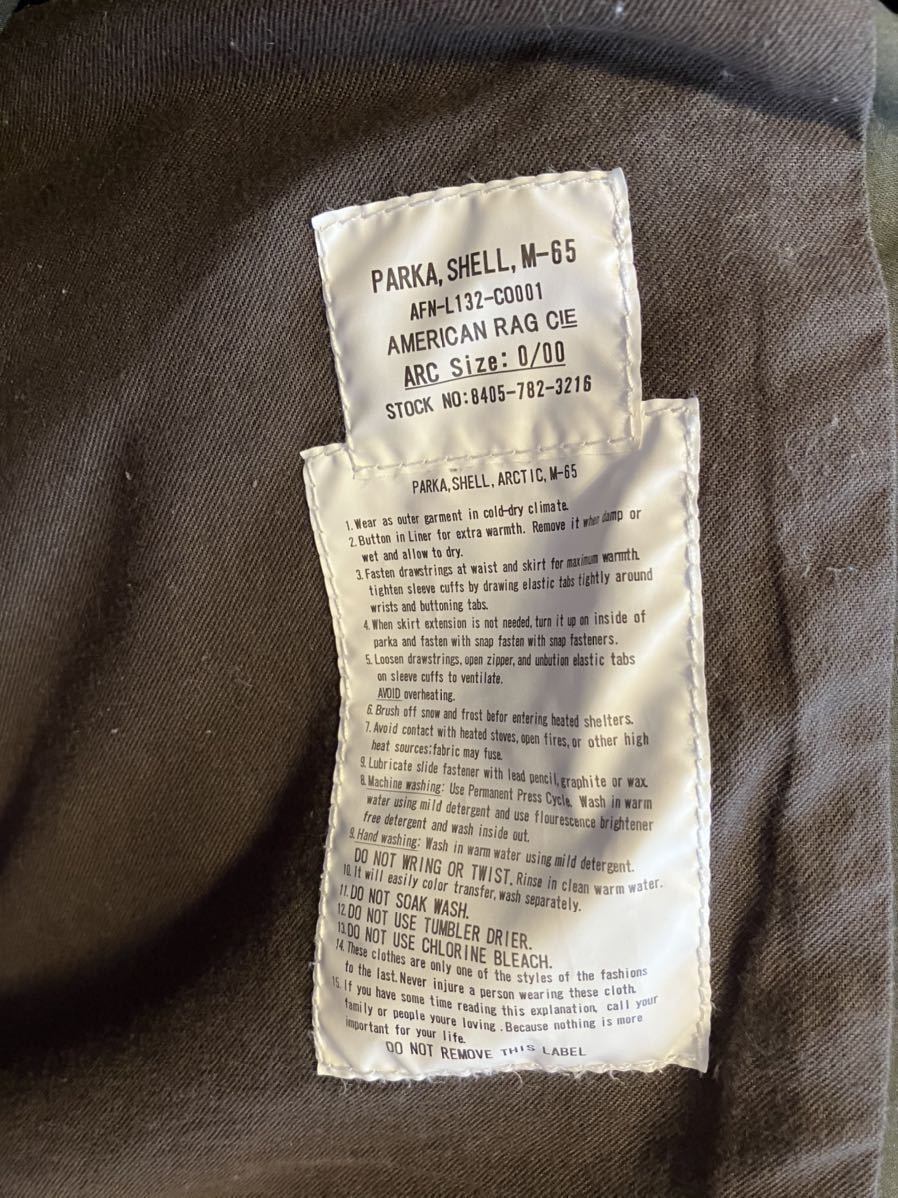 PARKA, SHELL, M-65
AFN-L132-C0001
AMERICAN RAG CIE
ARC Size: 0/00
STOCK NO:8405-782-3216
PARKA, SHELL, ARCTIC, M-65
1. Wear as outer garment in cold-dry climate.
2. Button in Liner for extra warmth. Remove it when damp or
wet and allow to dry.
3. Fasten drawstrings at waist and skirt for maximum warmth.
tighten sleeve cuffs by drawing elastic tabs tightly around
wrists and buttoning tabs.
4. When skirt extension is not needed, turn it up on inside of
parka and fasten with snap fasten with snap fasteners.
5. Loosen drawstrings, open zipper, and unbution elastic tabs
on sleeve cuffs to ventilate.
AVOID overheating.
6. Brush off snow and frost befor entering heated shelters.
7. Avoid contact with heated stoves, open fires, or other high
heat sources; fabric may fuse.
9. Lubricate slide fastener with lead pencil, graphite or wax.
8. Machine washing: Use Permanent Press Cycle. Wash in warm
water using mild detergent and use flourescence brightener
free detergent and wash inside out.
9. Hand washing: Wash in warm water using mild detergent.
DO NOT WRING OR TWIST. Rinse in clean warm water.
10. It will easily color transfer, wash separately.
11. DO NOT SOAK WASH.
12. DO NOT USE TUMBLER DRIER.
13. DO NOT USE CHLORINE BLEACH.
14. These clothes are only one of the styles of the fashions
to the last. Never injure a person wearing these cloth.
15. If you have some time reading this explanation, call your
family or people youre loving. Because nothing is more
important for your life.
DO NOT REMOVE THIS LABEL